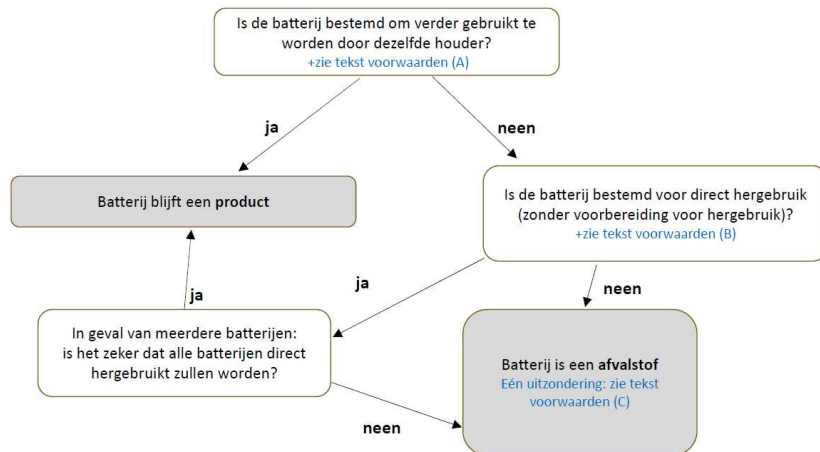 Is de batterij bestemd om verder gebruikt te
worden door dezelfde houder?
+zie tekst voorwaarden (A)
ja
neen
Batterij blijft een product
Is de batterij bestemd voor direct hergebruik
(zonder voorbereiding voor hergebruik)?
+zie tekst voorwaarden (B)
ja
neen
ja
In geval van meerdere batterijen:
is het zeker dat alle batterijen direct
hergebruikt zullen worden?
neen
Batterij is een afvalstof
Eén uitzondering: zie tekst
voorwaarden (C)